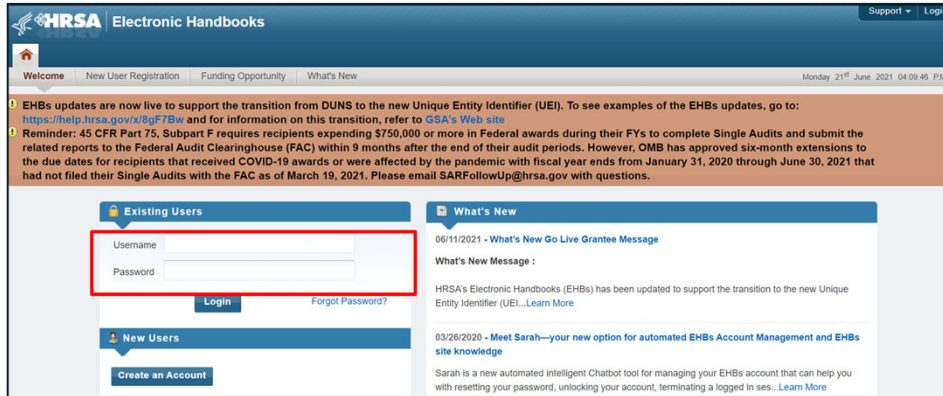 HRSA Electronic Handbooks
Support
Login
Welcome New User Registration Funding Opportunity What's New
Monday 21st June 2021 04:09:46 P.M
EHBs updates are now live to support the transition from DUNS to the new Unique Entity Identifier (UEI). To see examples of the EHBs updates, go to:
https://help.hrsa.gov/x/8gF7Bw and for information on this transition, refer to GSA's Web site
Reminder: 45 CFR Part 75, Subpart F requires recipients expending $750,000 or more in Federal awards during their FYs to complete Single Audits and submit the
related reports to the Federal Audit Clearinghouse (FAC) within 9 months after the end of their audit periods. However, OMB has approved six-month extensions to
the due dates for recipients that received COVID-19 awards or were affected by the pandemic with fiscal year ends from January 31, 2020 through June 30, 2021 that
had not filed their Single Audits with the FAC as of March 19, 2021. Please email SARFollowUp@hrsa.gov with questions.
Existing Users
Username
Password
Login Forgot Password?
New Users
Create an Account
What's New
06/11/2021 - What's New Go Live Grantee Message
What's New Message :
HRSA's Electronic Handbooks (EHBs) has been updated to support the transition to the new Unique
Entity Identifier (UEI...Learn More
03/26/2020 - Meet Sarah—your new option for automated EHBs Account Management and EHBs
site knowledge
Sarah is a new automated intelligent Chatbot tool for managing your EHBs account that can help you
with resetting your password, unlocking your account, terminating a logged in ses...Learn More